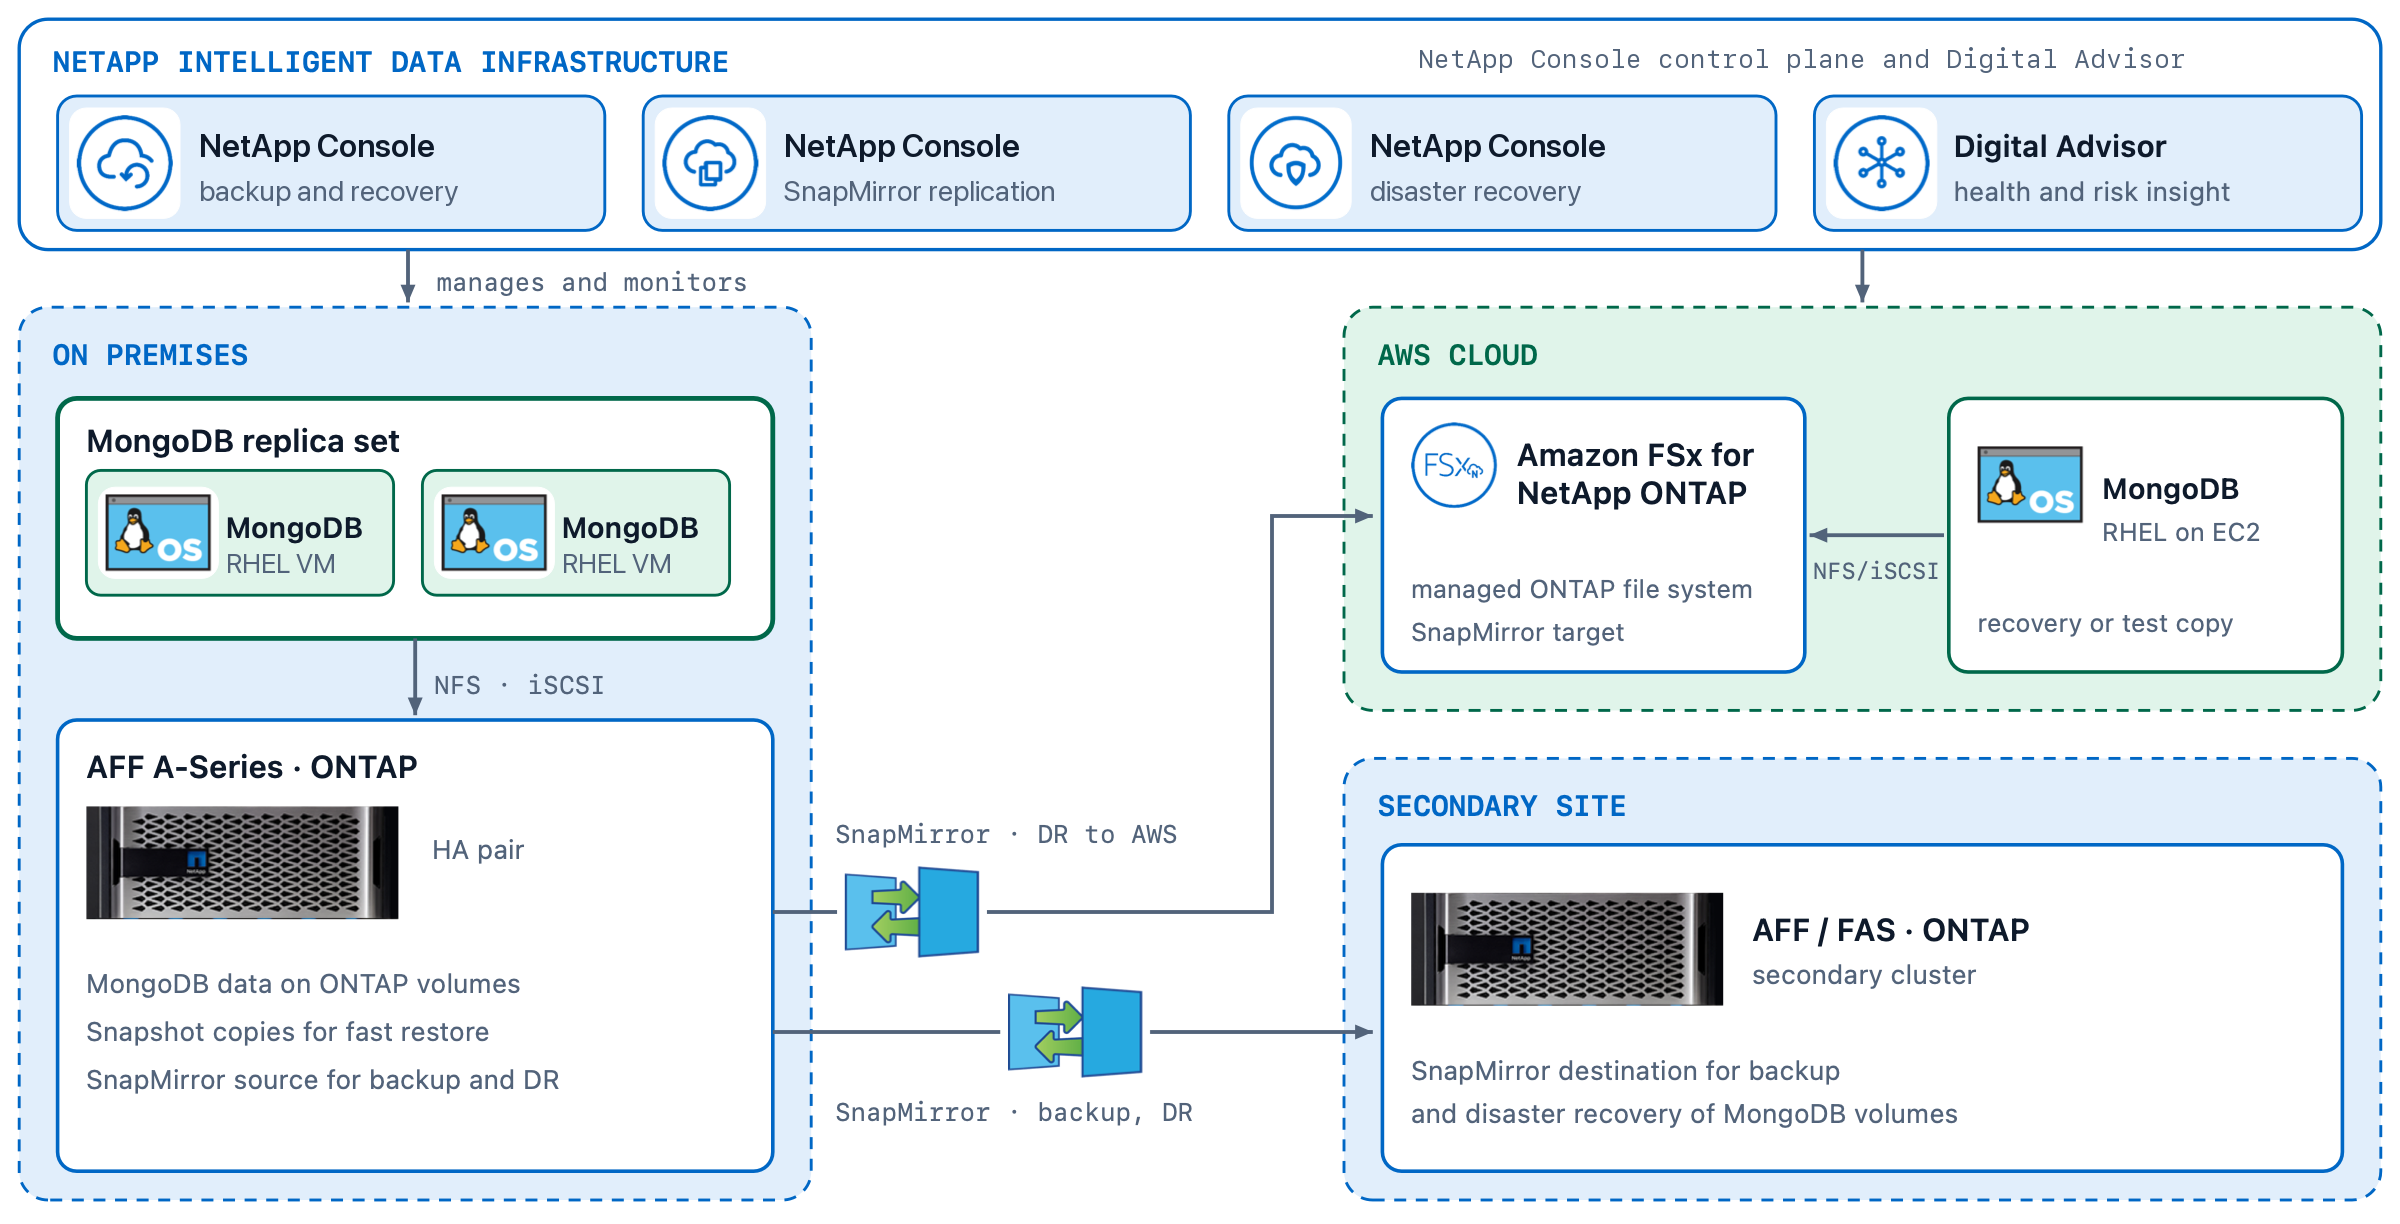 NETAPP INTELLIGENT DATA INFRASTRUCTURE
NetApp Console control plane and Digital Advisor
NetApp Console
backup and recovery
NetApp Console
SnapMirror replication
NetApp Console
disaster recovery
Digital Advisor
health and risk insight
manages and monitors
ON PREMISES
MongoDB replica set
OS
MongoDB
RHEL VM
OS
MongoDB
RHEL VM
NFS · iSCSI
AFF A-Series · ONTAP
NetApp
HA pair
MongoDB data on ONTAP volumes
Snapshot copies for fast restore
SnapMirror source for backup and DR
SnapMirror · DR to AWS
SnapMirror · backup, DR
AWS CLOUD
FSx
N
Amazon FSx for
NetApp ONTAP
managed ONTAP file system
SnapMirror target
NFS/iSCSI
OS
MongoDB
RHEL on EC2
recovery or test copy
SECONDARY SITE
NetApp
AFF / FAS · ONTAP
secondary cluster
SnapMirror destination for backup
and disaster recovery of MongoDB volumes